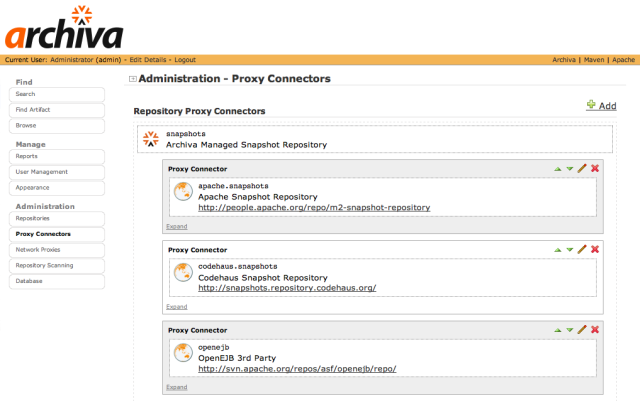 archiva
Current User: Administrator (admin) - Edit Details - Logout
Archiva | Maven | Apache
Find
Search
Find Artifact
Browse
Manage
Reports
User Management
Appearance
Administration
Repositories
Proxy Connectors
Network Proxies
Repository Scanning
Database
Administration - Proxy Connectors
Repository Proxy Connectors
Add
snapshots
Archiva Managed Snapshot Repository
Proxy Connector
apache.snapshots
Apache Snapshot Repository
http://people.apache.org/repo/m2-snapshot-repository
Expand
Proxy Connector
codehaus.snapshots
Codehaus Snapshot Repository
http://snapshots.repository.codehaus.org/
Expand
Proxy Connector
openejb
OpenEJB 3rd Party
http://svn.apache.org/repos/asf/openejb/repo/
Expand